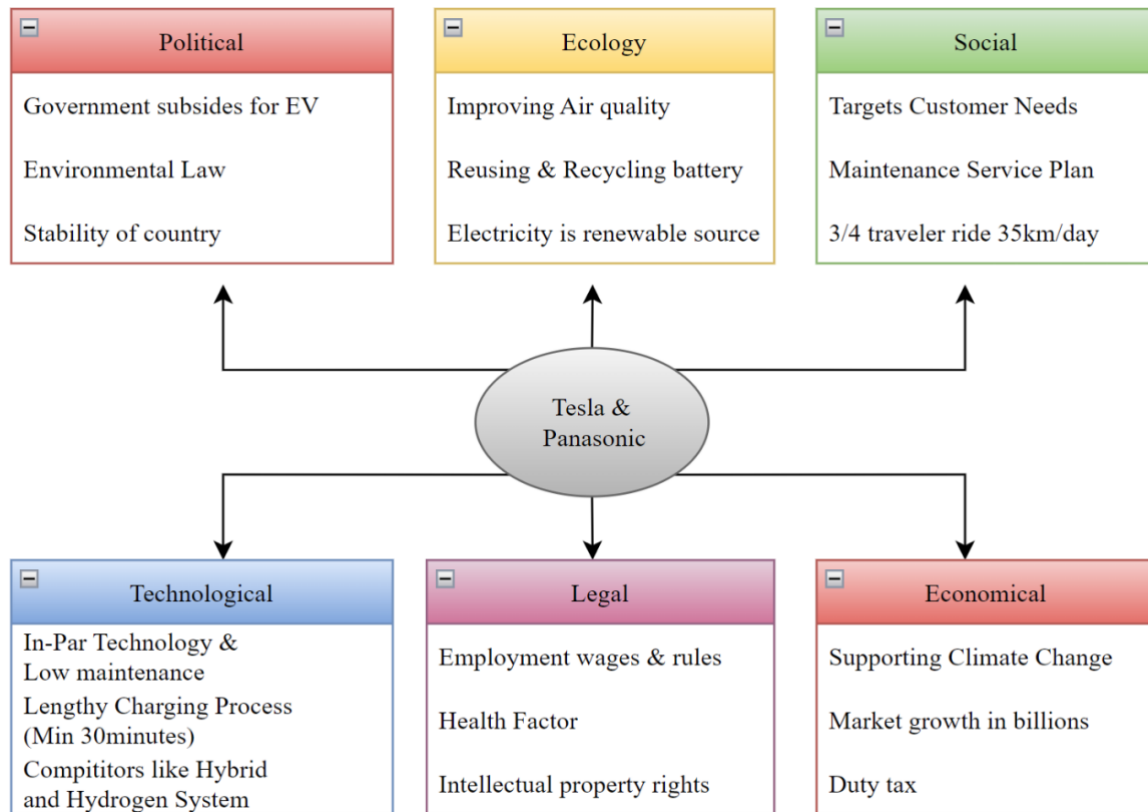 Political
Government subsides for EV
Environmental Law
Stability of country
Ecology
Improving Air quality
Reusing & Recycling battery
Electricity is renewable source
Social
Targets Customer Needs
Maintenance Service Plan
3/4 traveler ride 35km/day
Tesla &
Panasonic
Technological
In-Par Technology &
Low maintenance
Lengthy Charging Process
(Min 30minutes)
Compititors like Hybrid
and Hydrogen System
Legal
Employment wages & rules
Health Factor
Intellectual property rights
Economical
Supporting Climate Change
Market growth in billions
Duty tax